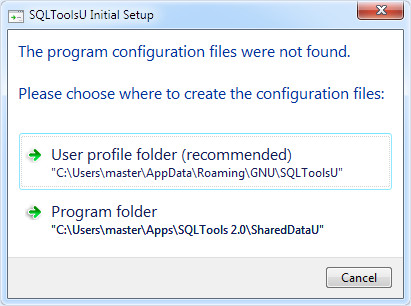 SQLToolsU Initial Setup
The program configuration files were not found.
Please choose where to create the configuration files:
User profile folder (recommended)
"C:\Users\master\AppData\Roaming\GNU\SQLToolsU"
Program folder
"C:\Users\master\Apps\SQLTools 2.0\SharedDataU"
Cancel